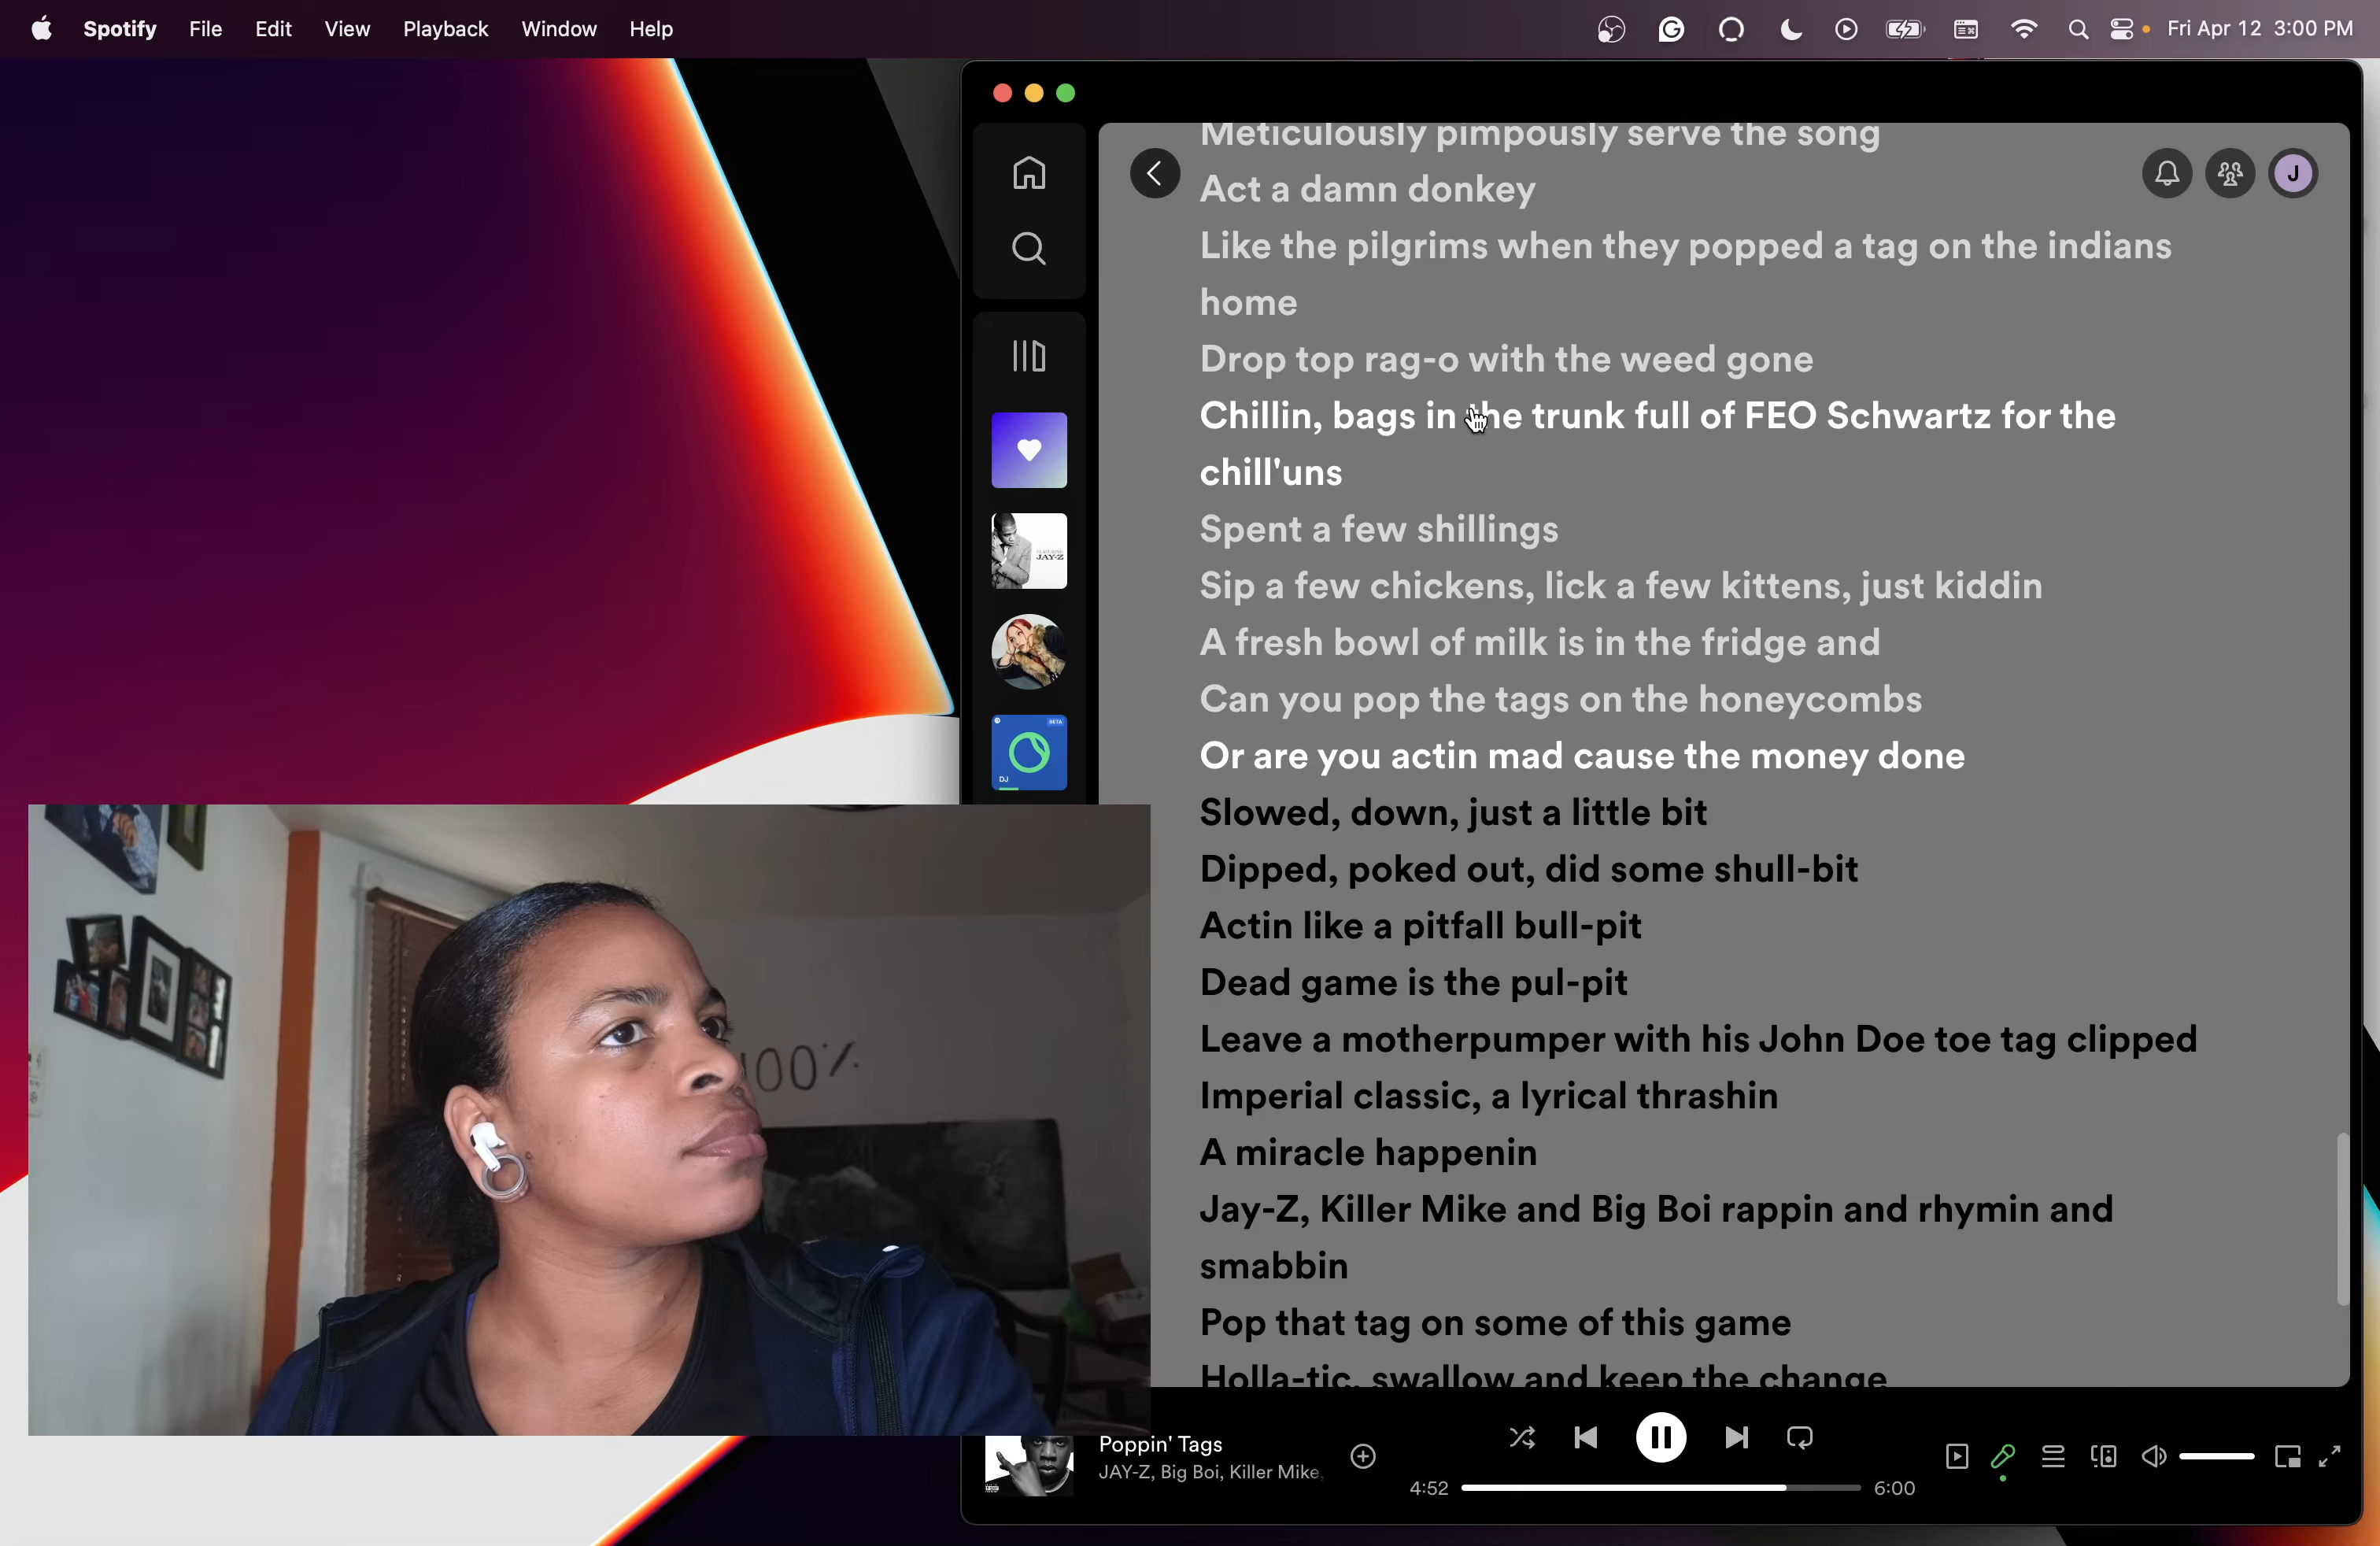 Spotify File Edit View Playback Window Help Fri Apr 12 3:00 PM
Meticulously pimpously serve the song
J
Act a damn donkey
Like the pilgrims when they popped a tag on the indians
home
Drop top rag-o with the weed gone
Chillin, bags in the trunk full of FEO Schwartz for the
chill'uns
Spent a few shillings
JAY-Z
Sip a few chickens, lick a few kittens, just kiddin
A fresh bowl of milk is in the fridge and
Can you pop the tags on the honeycombs
BETA
Or are you actin mad cause the money done
DJ
Slowed, down, just a little bit
Dipped, poked out, did some shull-bit
Actin like a pitfall bull-pit
Dead game is the pul-pit
Leave a motherpumper with his John Doe toe tag clipped
100%
Imperial classic, a lyrical thrashin
A miracle happenin
Jay-Z, Killer Mike and Big Boi rappin and rhymin and
smabbin
Pop that tag on some of this game
Holla-tic, swallow and keep the change
Poppin' Tags
JAY-Z, Big Boi, Killer Mike,
4:52 6:00